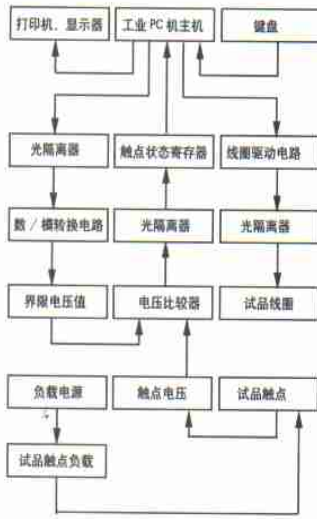 打印机、显示器
工业PC机主机
键盘
光隔离器
触点状态寄存器
线圈驱动电路
数／模转换电路
光隔离器
光隔离器
界限电压值
电压比较器
试品线圈
负载电源
触点电压
试品触点
试品触点负载